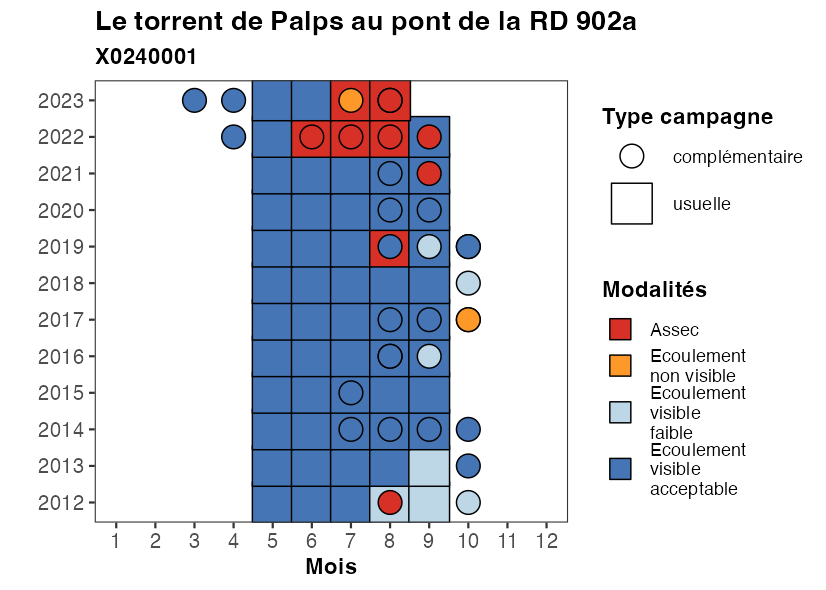 Le torrent de Palps au pont de la RD 902a
X0240001
2023
2022
2021
2020
2019
2018
2017
2016
2015
2014
2013
2012
1 2 3 4 5 6 7 8 9 10 11 12
Mois
Type campagne
complémentaire
usuelle
Modalités
Assec
Ecoulement
non visible
Ecoulement
visible
faible
Ecoulement
visible
acceptable